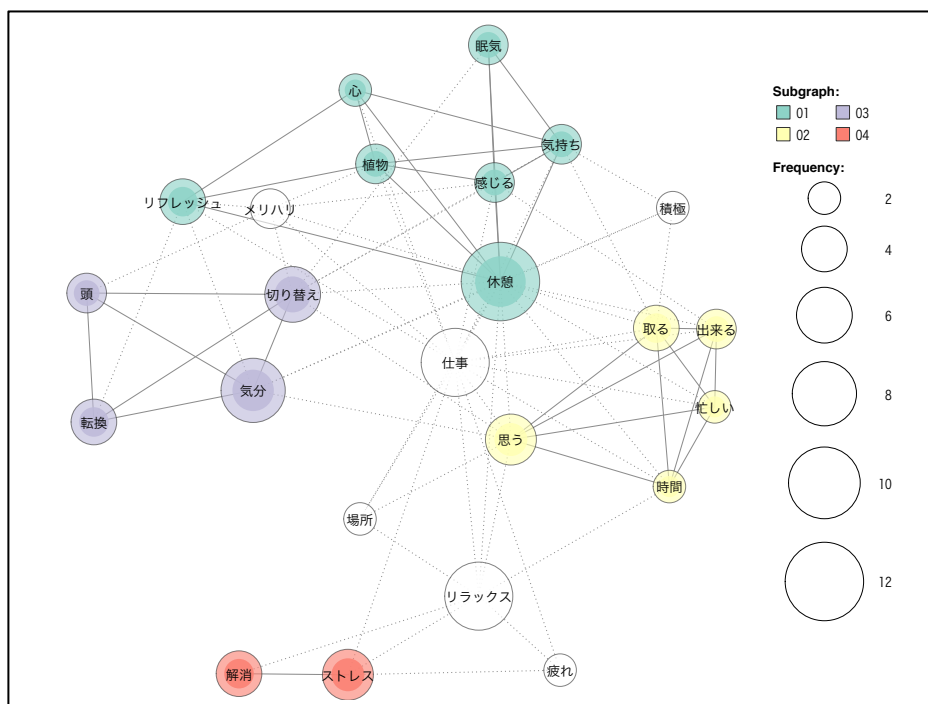 眠気
心
気持ち
植物
感じる
リフレッシュ
メリハリ
積極
休憩
頭
切り替え
取る
出来る
仕事
気分
忙しい
転換
思う
時間
場所
リラックス
解消
ストレス
疲れ
Subgraph:
01 03
02 04
Frequency:
2
4
6
8
10
12